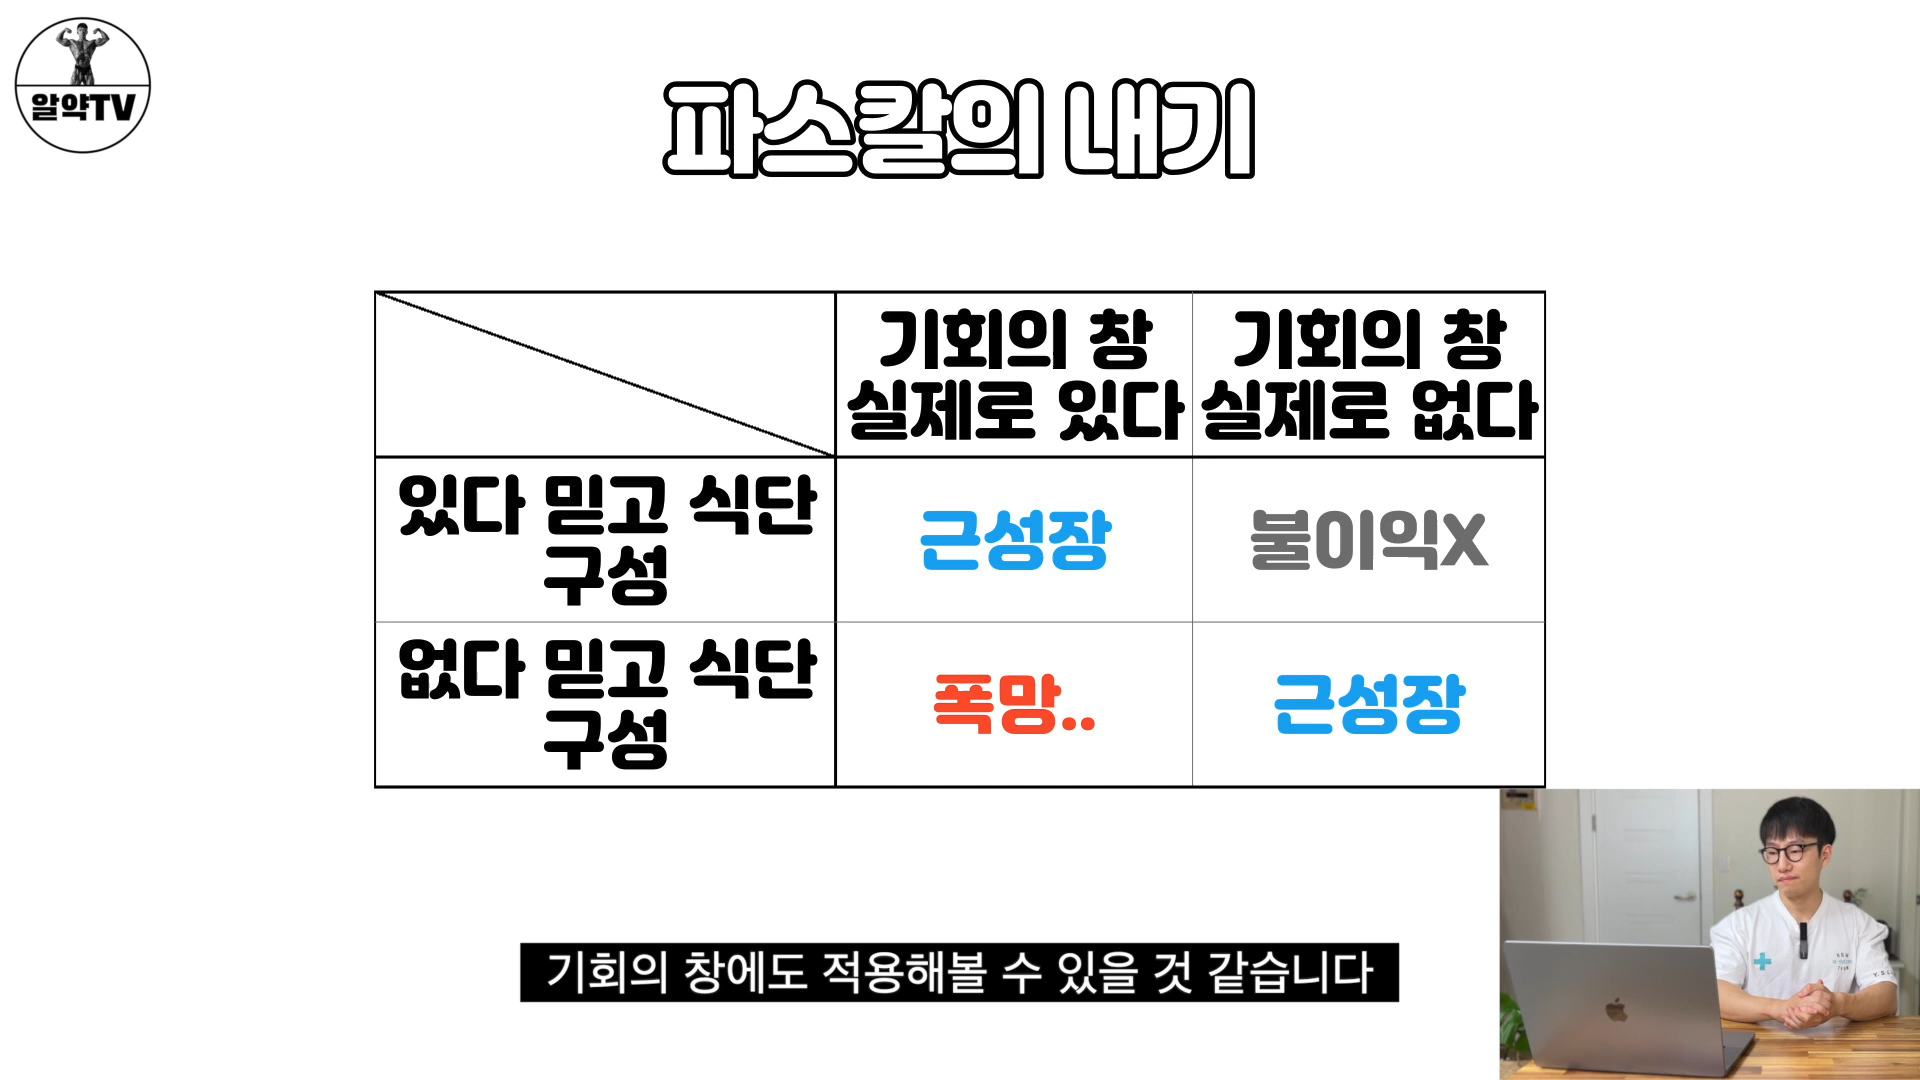 알약TV
파스칼의 내기
기회의 창
실제로 있다
기회의 창
실제로 없다
있다 믿고 식단
구성
근성장
불이익X
없다 믿고 식단
구성
폭망..
근성장
기회의 창에도 적용해볼 수 있을 것 같습니다